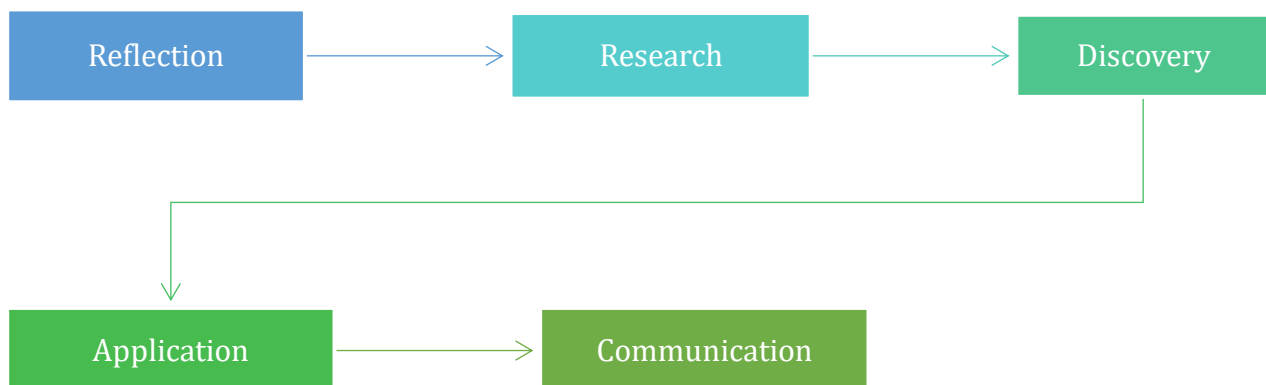 Reflection
Research
Discovery
Application
Communication